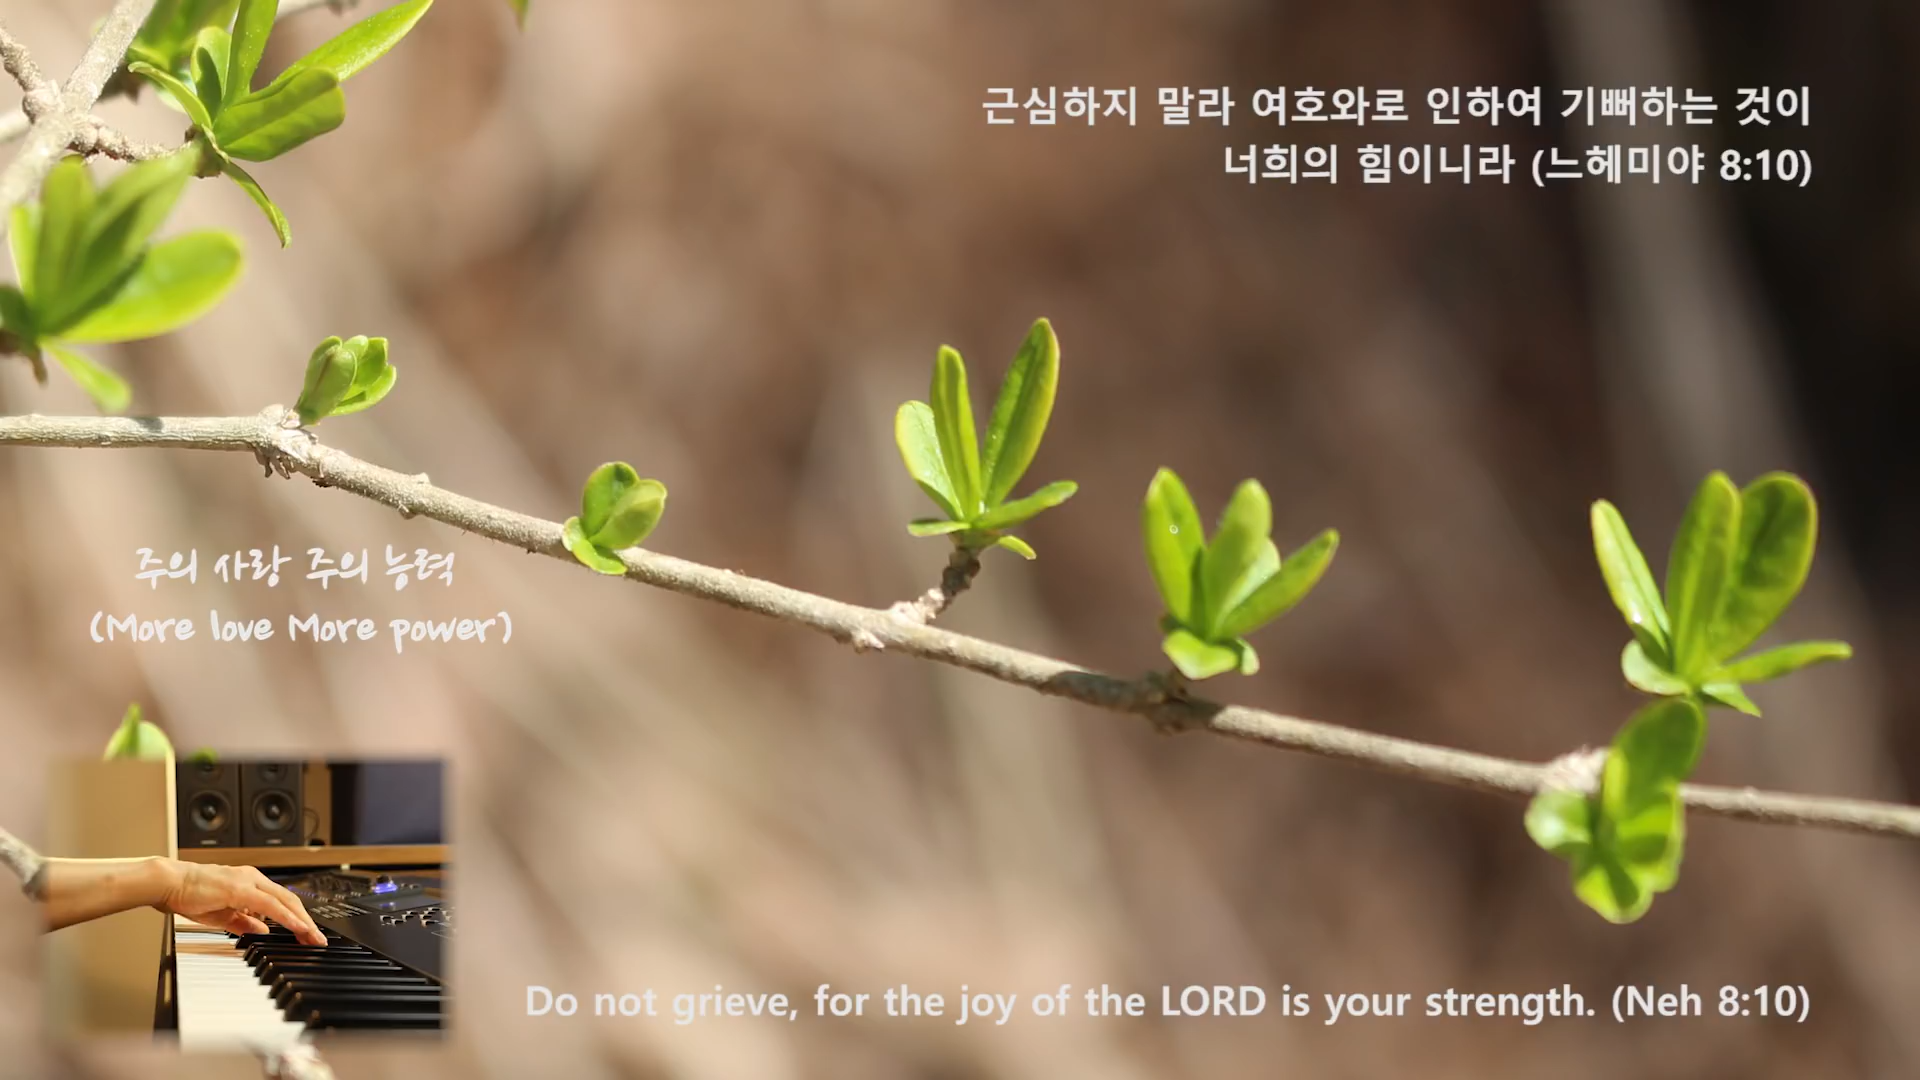 근심하지 말라 여호와로 인하여 기뻐하는 것이
너희의 힘이니라 (느헤미야 8:10)
주의 사랑 주의 능력
(More love More power)
Do not grieve, for the joy of the LORD is your strength. (Neh 8:10)